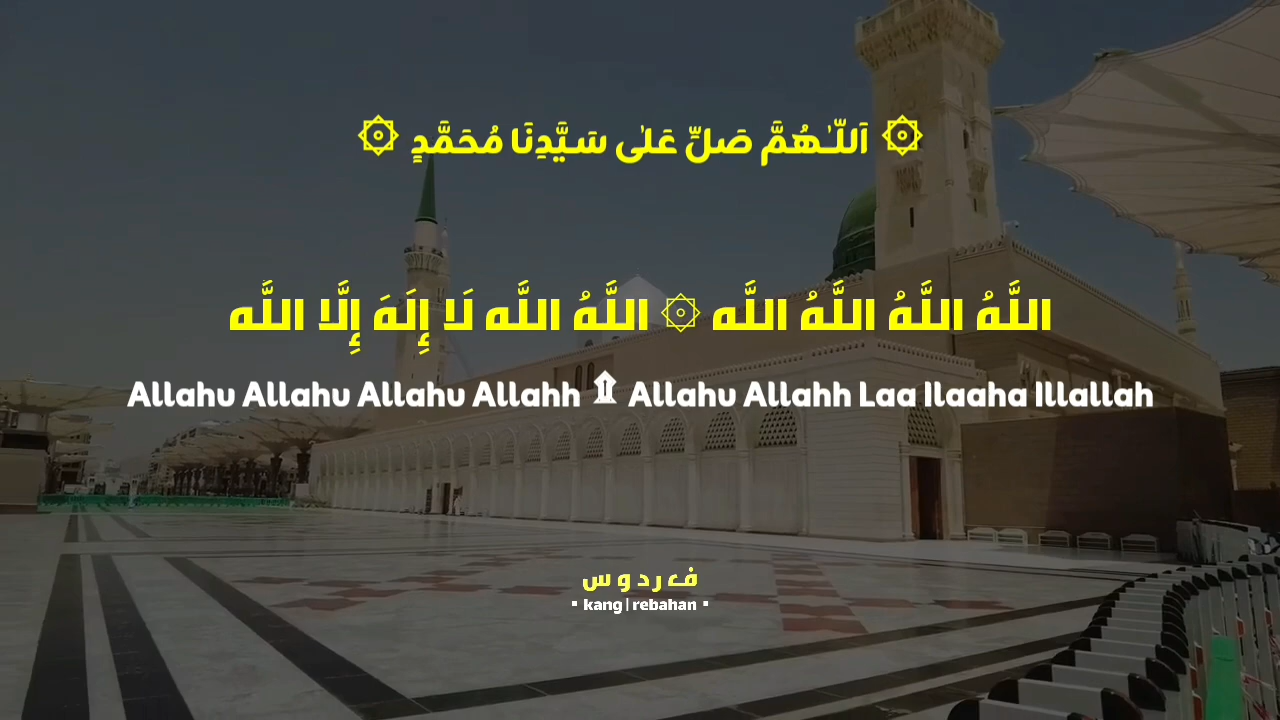 ۞ اَللّـٰـهُمَّ صَلِّ عَلٰى سَيَّدِنَا مُحَمَّدٍ ۞
اللَّهُ اللَّهُ اللَّهُ اللَّه ۞ اللَّهُ اللَّه لَا إِلَهَ إِلَّا اللَّه
Allahu Allahu Allahu Allahh ۩ Allahu Allahh Laa Ilaaha Illallah
ف ر د و س
▪ kang | rebahan ▪